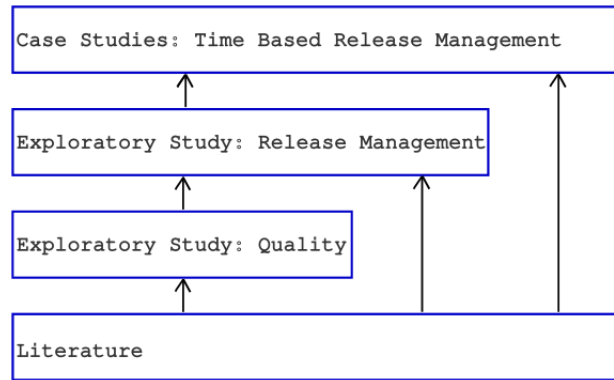 Case Studies: Time Based Release Management
Exploratory Study: Release Management
Exploratory Study: Quality
Literature